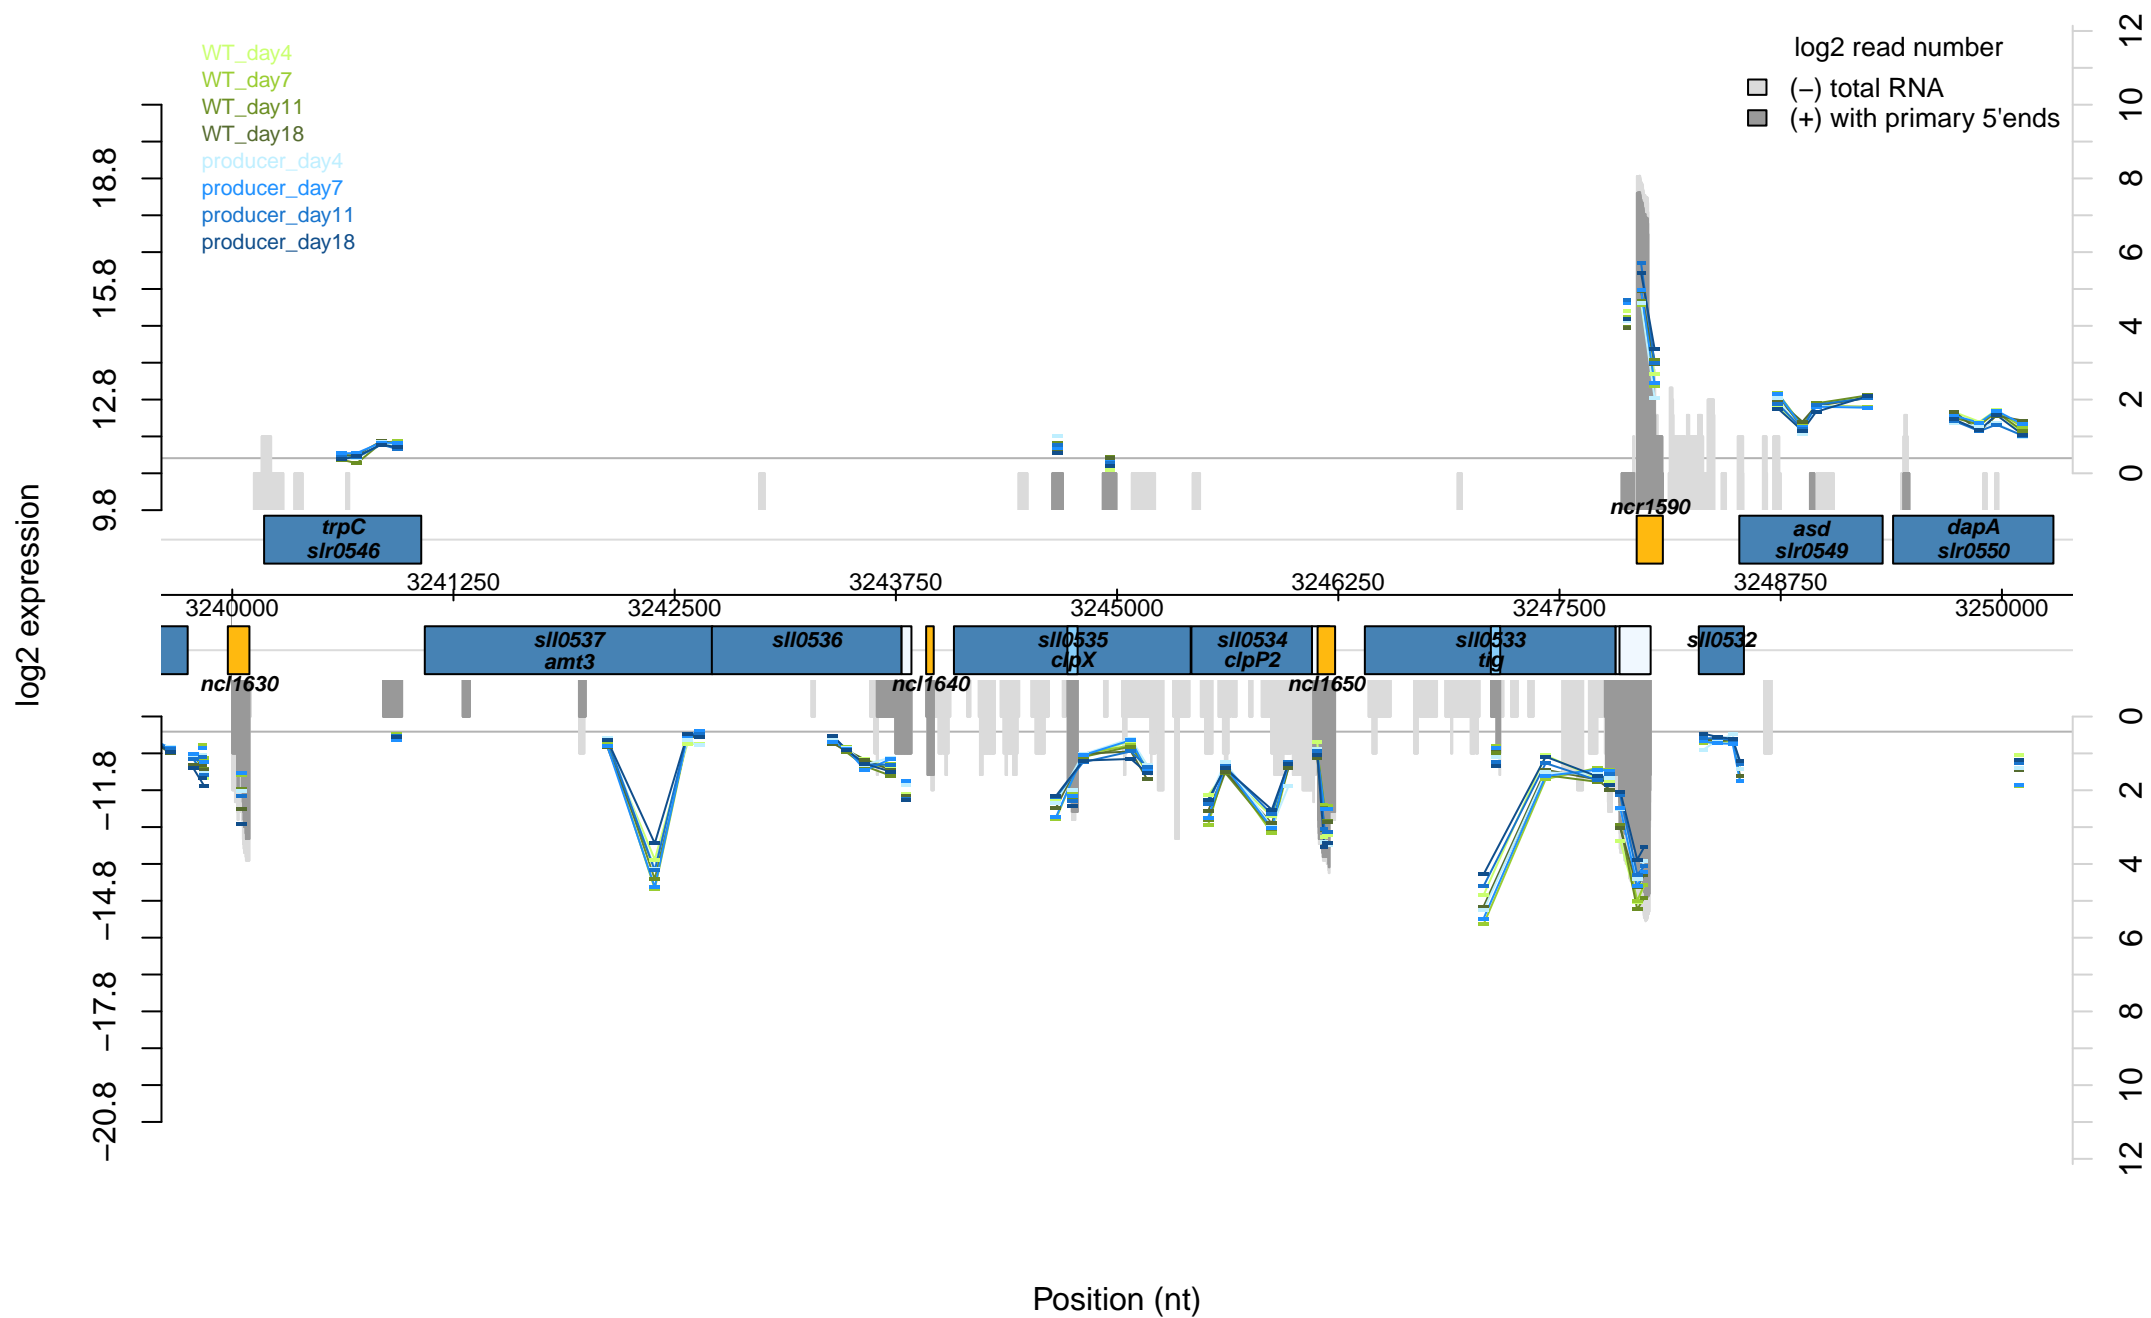 WT_day4
WT_day7
WT_day11
WT_day18
producer_day4
producer_day7
producer_day11
producer_day18
log2 read number
(−) total RNA
(+) with primary 5'ends
log2 expression
18.8
15.8
12.8
9.8
12
10
8
6
4
2
0
ncr1590
trpC
slr0546
asd
slr0549
dapA
slr0550
3241250
3243750
3246250
3248750
3240000
3242500
3245000
3247500
3250000
sll0537
amt3
sll0536
sll0535
clpX
sll0534
clpP2
sll0533
tig
sll0532
ncl1630
ncl1640
ncl1650
−11.8
−14.8
−17.8
−20.8
0
2
4
6
8
10
12
Position (nt)